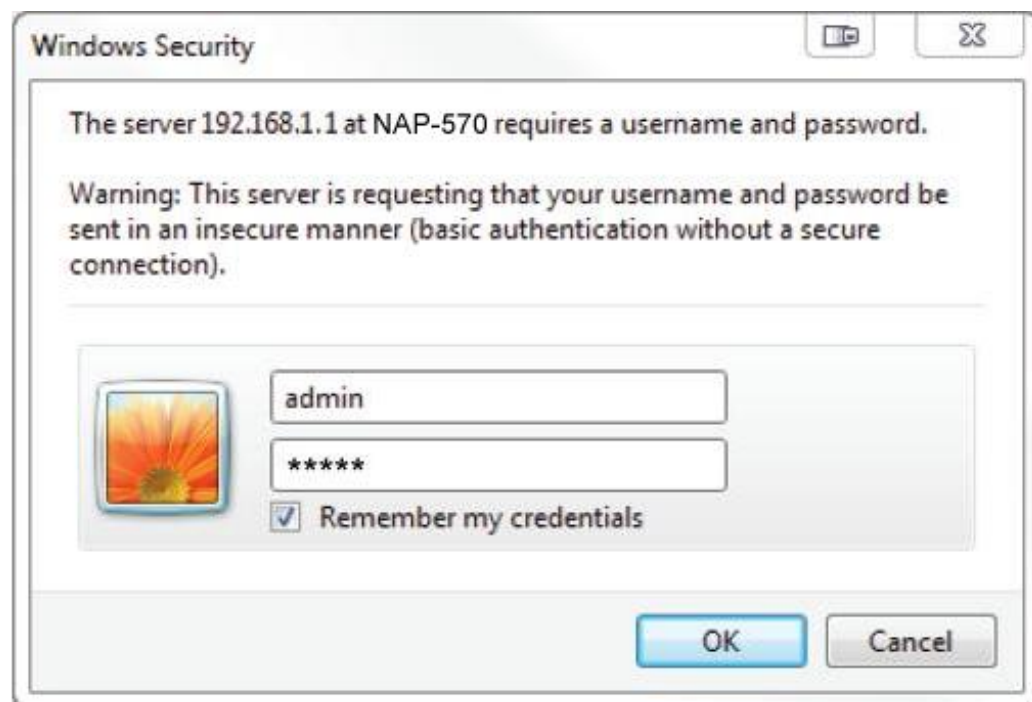 Windows Security
The server 192.168.1.1 at NAP-570 requires a username and password.
Warning: This server is requesting that your username and password be
sent in an insecure manner (basic authentication without a secure
connection).
admin
*****
Remember my credentials
OK
Cancel